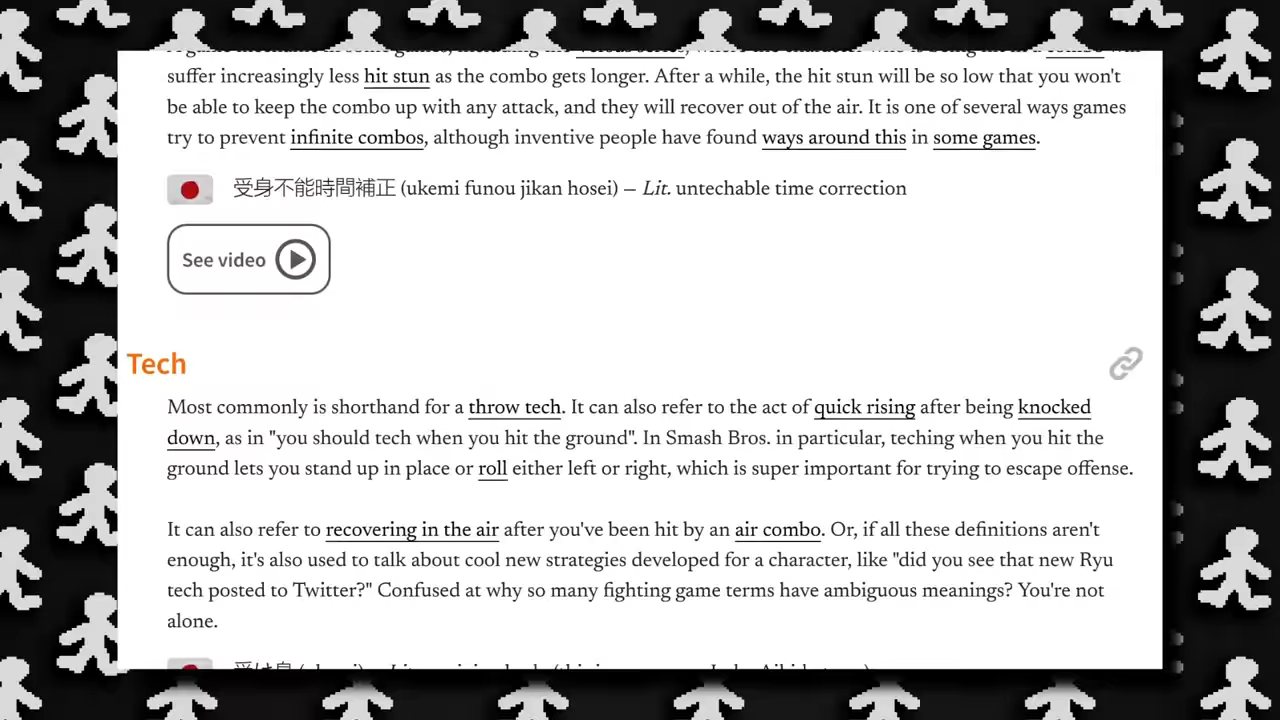 suffer increasingly less hit stun as the combo gets longer. After a while, the hit stun will be so low that you won't
be able to keep the combo up with any attack, and they will recover out of the air. It is one of several ways games
try to prevent infinite combos, although inventive people have found ways around this in some games.
受身不能時間補正 (ukemi funou jikan hosei) – Lit. untechable time correction
See video
Tech
Most commonly is shorthand for a throw tech. It can also refer to the act of quick rising after being knocked
down, as in "you should tech when you hit the ground". In Smash Bros. in particular, teching when you hit the
ground lets you stand up in place or roll either left or right, which is super important for trying to escape offense.
It can also refer to recovering in the air after you've been hit by an air combo. Or, if all these definitions aren't
enough, it's also used to talk about cool new strategies developed for a character, like "did you see that new Ryu
tech posted to Twitter?" Confused at why so many fighting game terms have ambiguous meanings? You're not
alone.